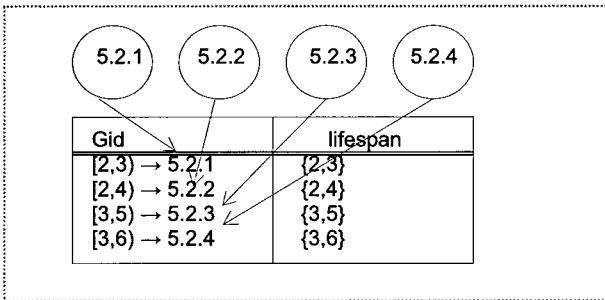 5.2.1 5.2.2 5.2.3 5.2.4
Gid lifespan
[2,3) → 5.2.1 {2,3}
[2,4) → 5.2.2 {2,4}
[3,5) → 5.2.3 {3,5}
[3,6) → 5.2.4 {3,6}